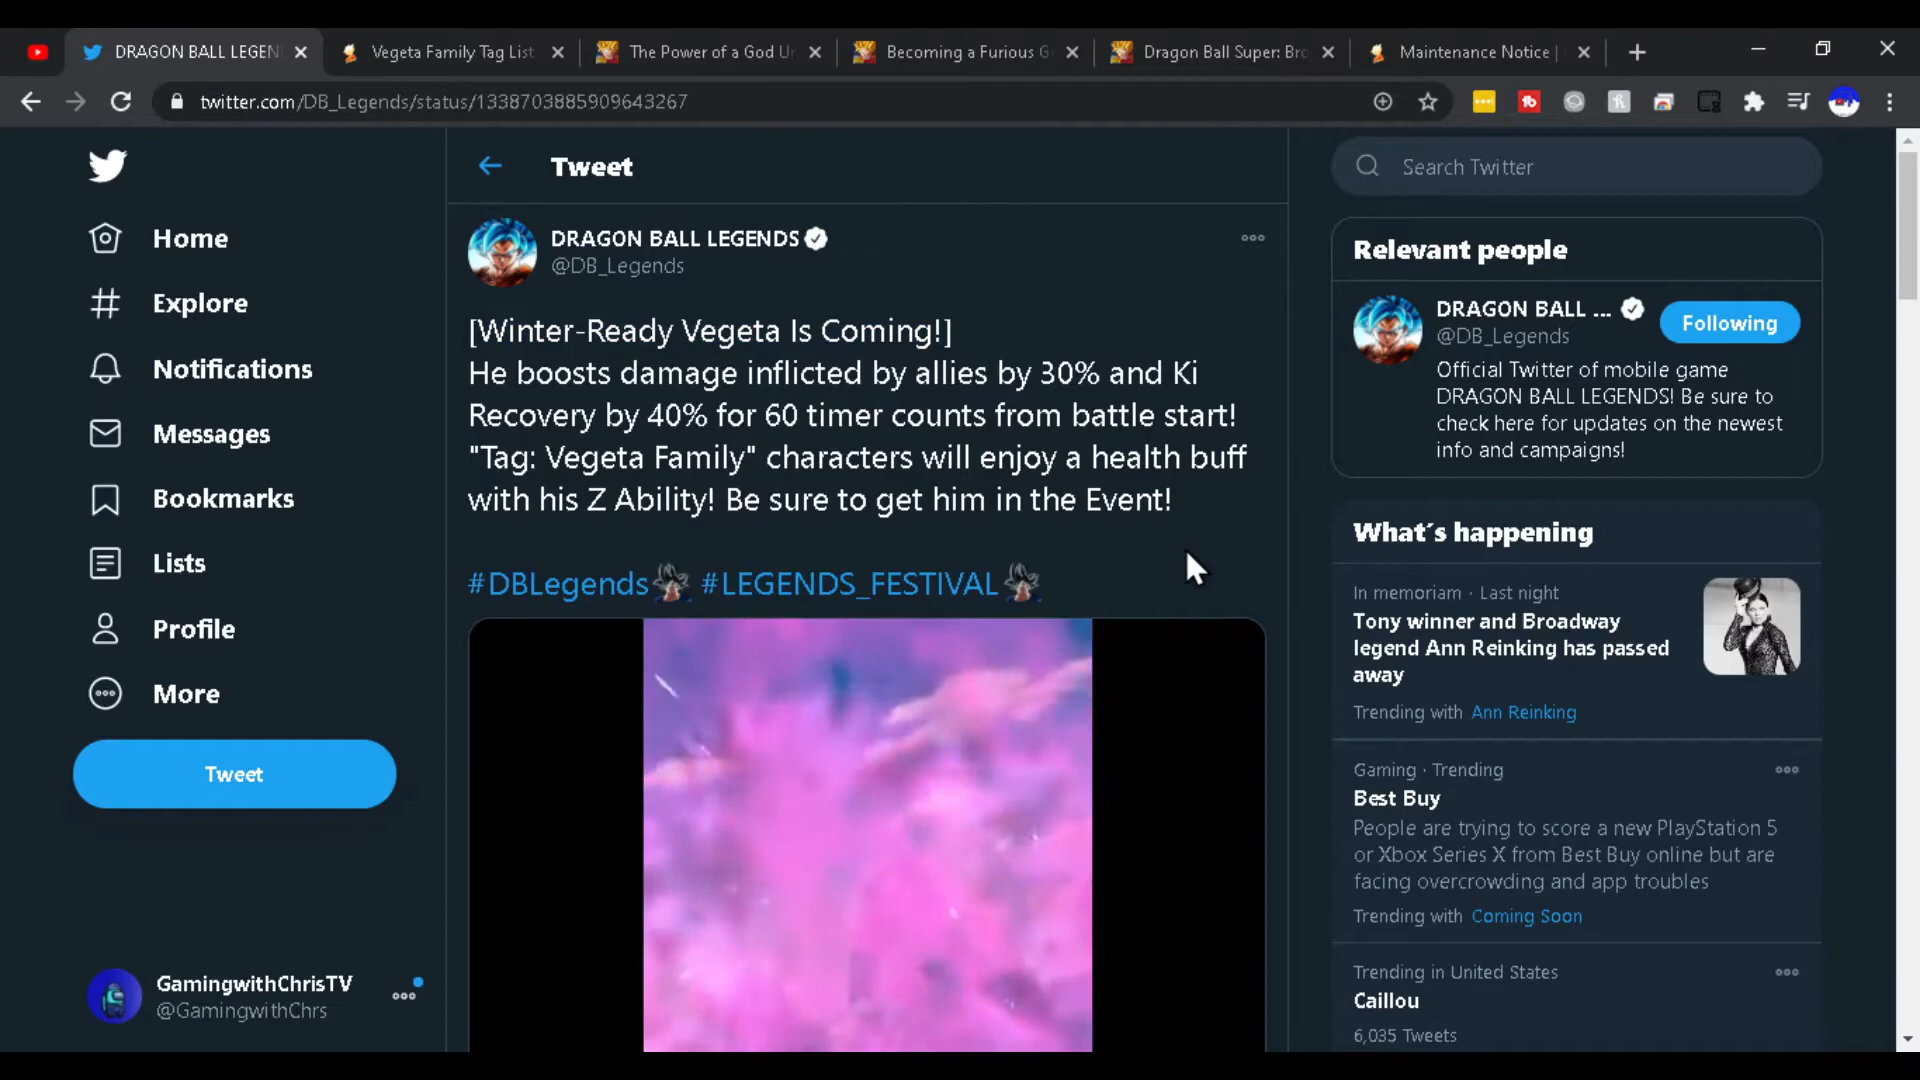 DRAGON BALL LEGEN
Vegeta Family Tag List
The Power of a God Ur
Becoming a Furious G
Dragon Ball Super: Bro
Maintenance Notice |
twitter.com/DB_Legends/status/1338703885909643267
Home
Explore
Notifications
Messages
Bookmarks
Lists
Profile
More
Tweet
GamingwithChrisTV
@GamingwithChrs
Tweet
DRAGON BALL LEGENDS
@DB_Legends
[Winter-Ready Vegeta Is Coming!]
He boosts damage inflicted by allies by 30% and Ki
Recovery by 40% for 60 timer counts from battle start!
"Tag: Vegeta Family" characters will enjoy a health buff
with his Z Ability! Be sure to get him in the Event!
#DBLegends #LEGENDS_FESTIVAL
Search Twitter
Relevant people
DRAGON BALL ...
@DB_Legends
Following
Official Twitter of mobile game
DRAGON BALL LEGENDS! Be sure to
check here for updates on the newest
info and campaigns!
What's happening
In memoriam · Last night
Tony winner and Broadway
legend Ann Reinking has passed
away
Trending with Ann Reinking
Gaming · Trending
Best Buy
People are trying to score a new PlayStation 5
or Xbox Series X from Best Buy online but are
facing overcrowding and app troubles
Trending with Coming Soon
Trending in United States
Caillou
6,035 Tweets